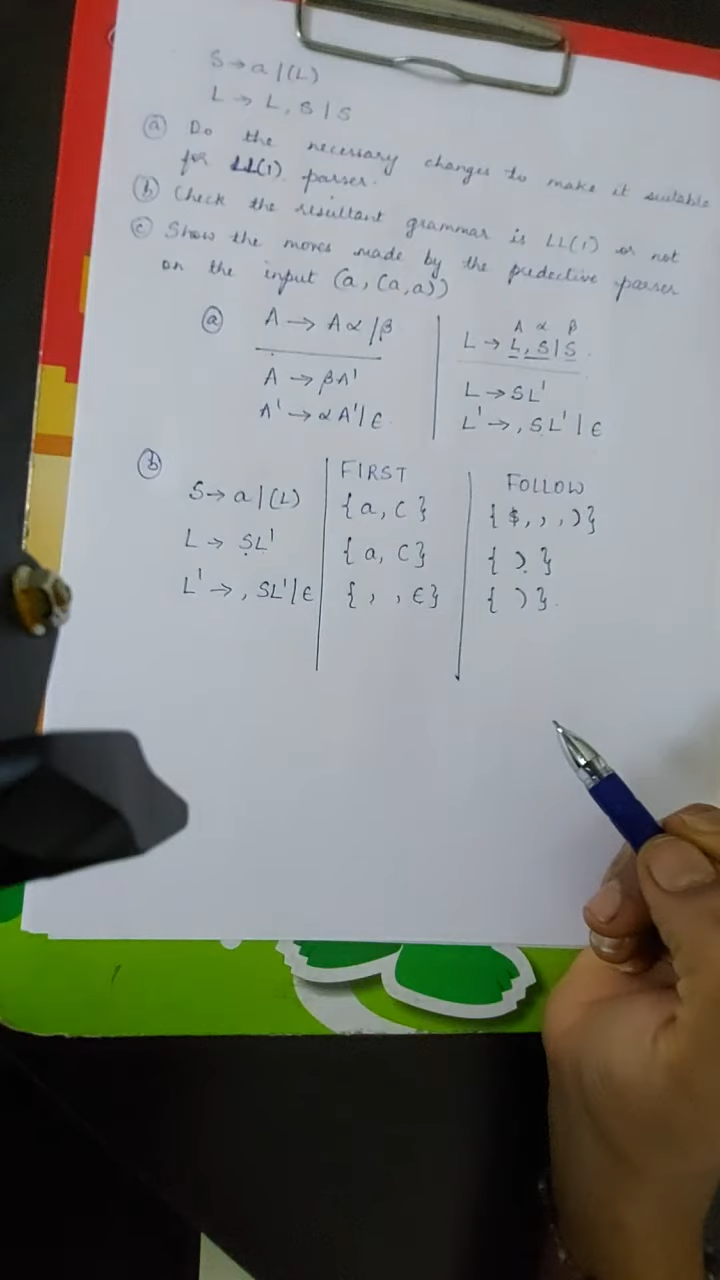 S → a | (L)
L → L, S | S
ⓐ Do the necessary changes to make it suitable
for LL(1) parser.
ⓑ Check the resultant grammar is LL(1) or not
ⓒ Show the moves made by the predective parser
on the input (a, (a,a))
ⓐ A → Aα | β
A → βA'
A' → αA' | ε
A α β
L → L, S | S
L → SL'
L' → , SL' | ε
ⓑ FIRST FOLLOW
S → a | (L) { a, ( } { $, , , ) }
L → SL' { a, ( } { ) }
L' → , SL' | ε { , , ε } { ) }.